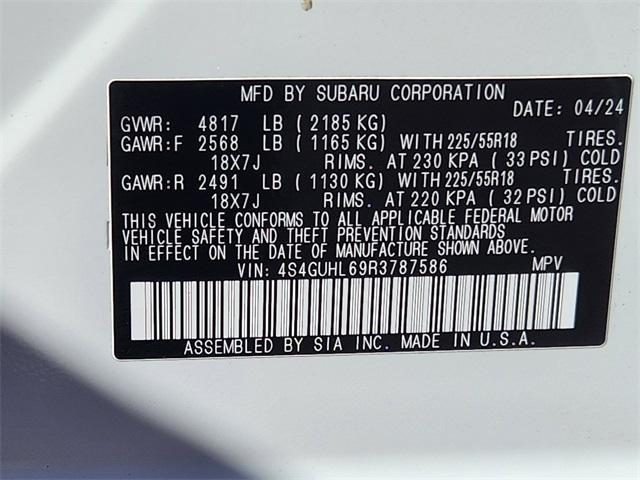 MFD BY SUBARU CORPORATION
DATE: 04/24
GVWR: 4817 LB ( 2185 KG)
GAWR:F 2568 LB ( 1165 KG) WITH 225/55R18 TIRES.
18X7J RIMS. AT 230 KPA ( 33 PSI) COLD
GAWR:R 2491 LB ( 1130 KG) WITH 225/55R18 TIRES.
18X7J RIMS. AT 220 KPA ( 32 PSI) COLD
THIS VEHICLE CONFORMS TO ALL APPLICABLE FEDERAL MOTOR
VEHICLE SAFETY AND THEFT PREVENTION STANDARDS
IN EFFECT ON THE DATE OF MANUFACTURE SHOWN ABOVE.
VIN: 4S4GUHL69R3787586 MPV
ASSEMBLED BY SIA INC. MADE IN U.S.A.